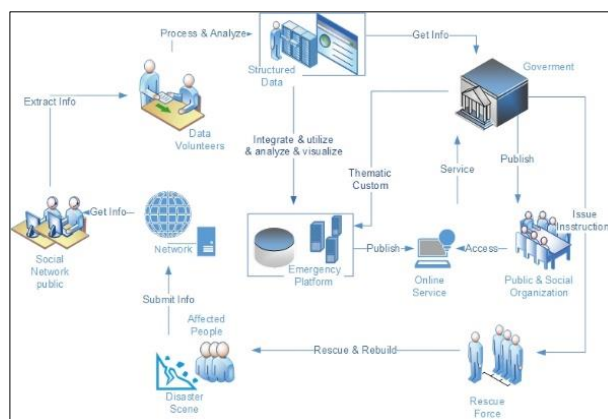 Process & Analyze
Structured
Data
Get Info
Goverment
Extract Info
Data
Volunteers
Integrate & utilize
& analyze & visualize
Thematic
Custom
Service
Publish
Issue
Insstruction
Social
Network
public
Get Info
Network
Emergency
Platform
Publish
Online
Service
Access
Public & Social
Organization
Submit Info
Affected
People
Disaster
Scene
Rescue & Rebuild
Rescue
Force